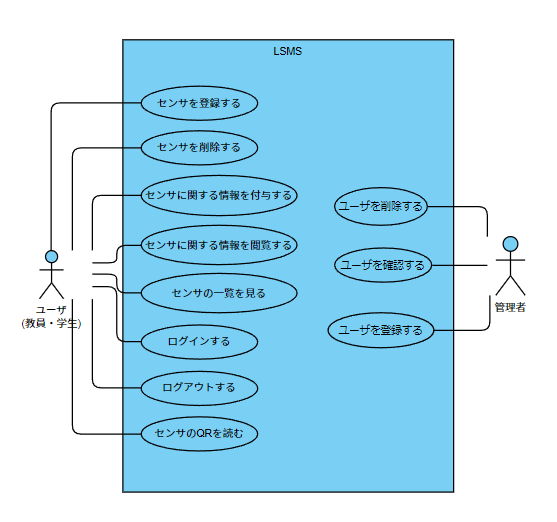 LSMS
センサを登録する
センサを削除する
センサに関する情報を付与する
センサに関する情報を閲覧する
センサの一覧を見る
ログインする
ログアウトする
センサのQRを読む
ユーザを削除する
ユーザを確認する
ユーザを登録する
ユーザ
(教員・学生)
管理者